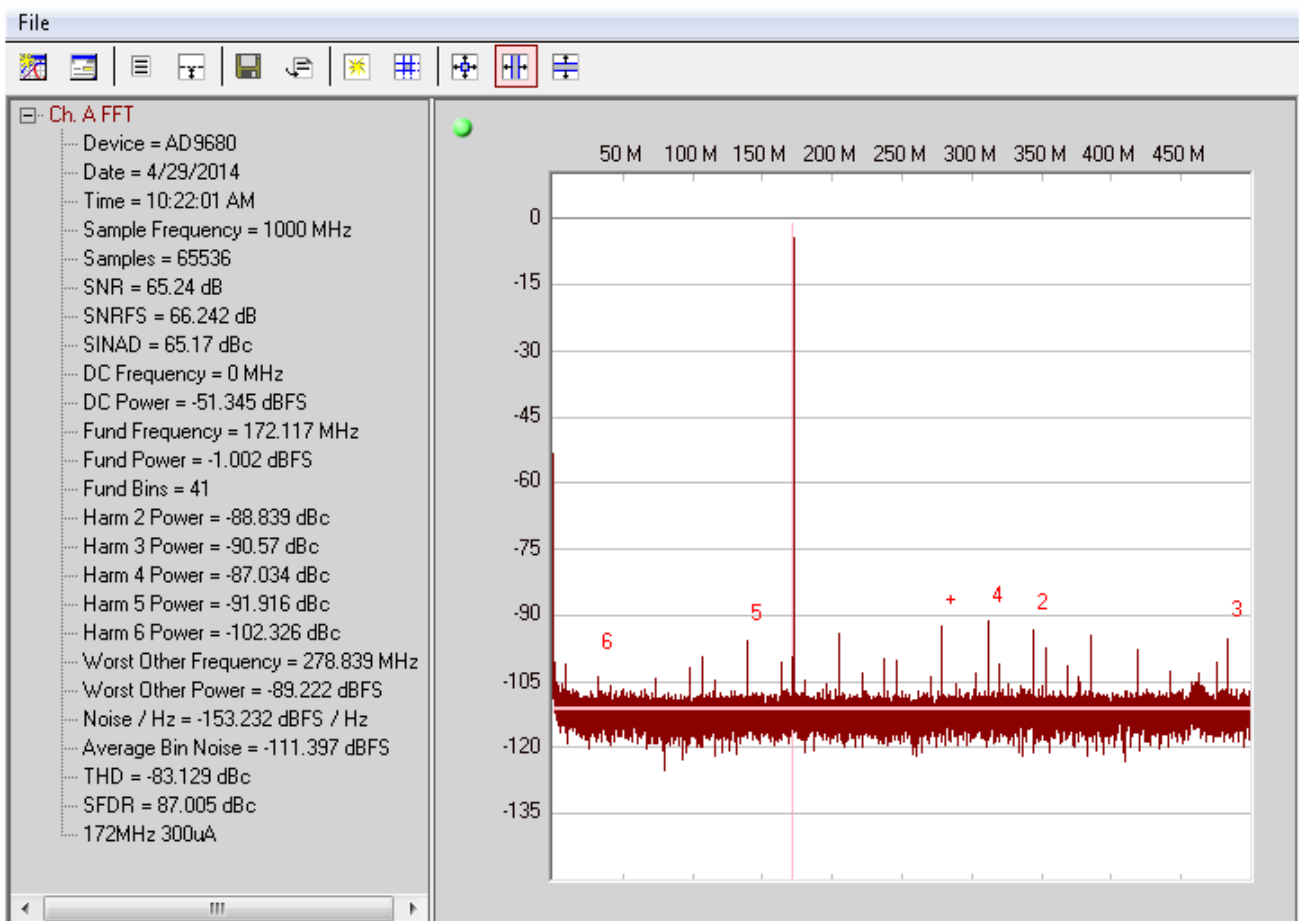 File
Ch. A FFT
Device = AD9680
Date = 4/29/2014
Time = 10:22:01 AM
Sample Frequency = 1000 MHz
Samples = 65536
SNR = 65.24 dB
SNRFS = 66.242 dB
SINAD = 65.17 dBc
DC Frequency = 0 MHz
DC Power = -51.345 dBFS
Fund Frequency = 172.117 MHz
Fund Power = -1.002 dBFS
Fund Bins = 41
Harm 2 Power = -88.839 dBc
Harm 3 Power = -90.57 dBc
Harm 4 Power = -87.034 dBc
Harm 5 Power = -91.916 dBc
Harm 6 Power = -102.326 dBc
Worst Other Frequency = 278.839 MHz
Worst Other Power = -89.222 dBFS
Noise / Hz = -153.232 dBFS / Hz
Average Bin Noise = -111.397 dBFS
THD = -83.129 dBc
SFDR = 87.005 dBc
172MHz 300uA
50 M 100 M 150 M 200 M 250 M 300 M 350 M 400 M 450 M
0
-15
-30
-45
-60
-75
-90
-105
-120
-135
6 5 + 4 2 3